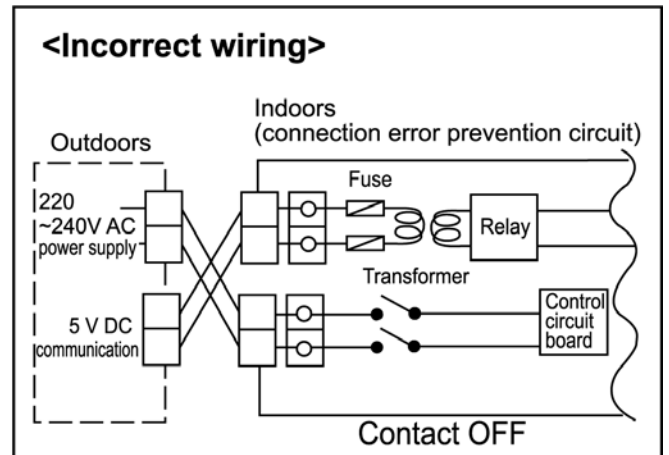 <Incorrect wiring>
Indoors
(connection error prevention circuit)
Outdoors
Fuse
220
~240V AC
power supply
Relay
Transformer
5 V DC
communication
Control
circuit
board
Contact OFF